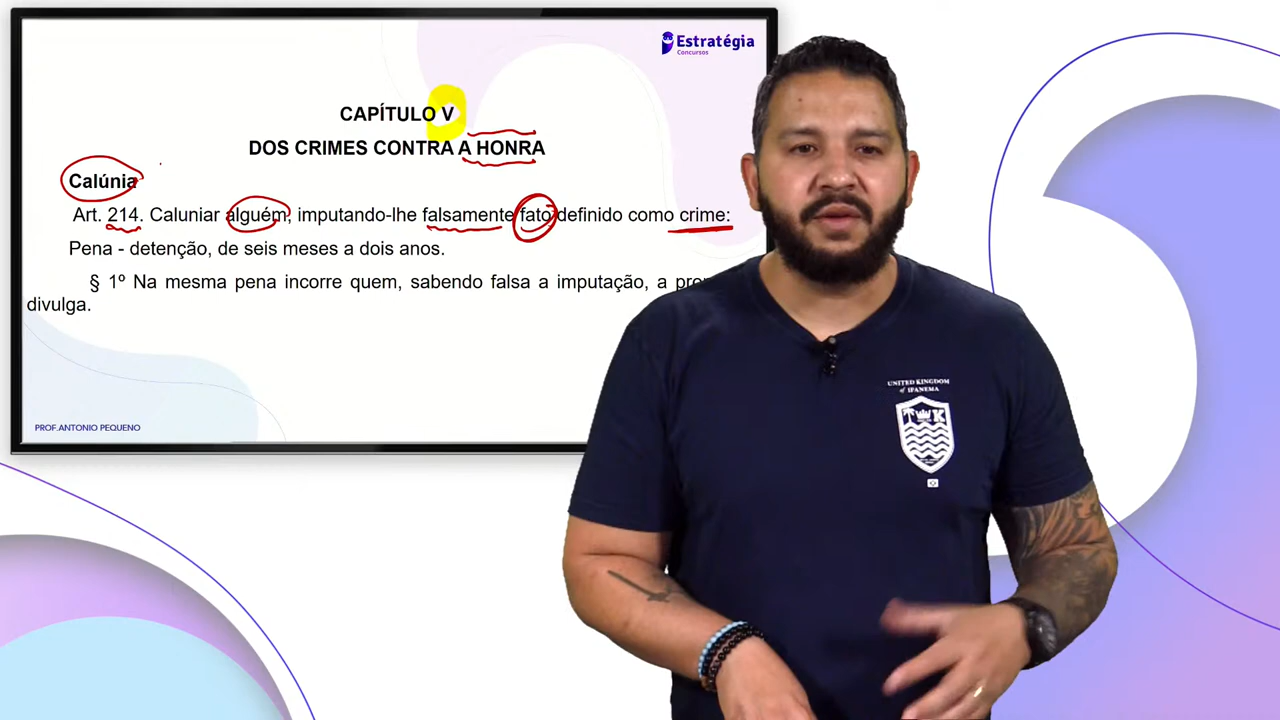 Estratégia
Concursos
CAPÍTULO V
DOS CRIMES CONTRA A HONRA
Calúnia
Art. 214. Caluniar alguém, imputando-lhe falsamente fato definido como crime:
Pena - detenção, de seis meses a dois anos.
§ 1º Na mesma pena incorre quem, sabendo falsa a imputação, a
divulga.
PROF.ANTONIO PEQUENO
UNITED KINGDOM
of IPANEMA
K